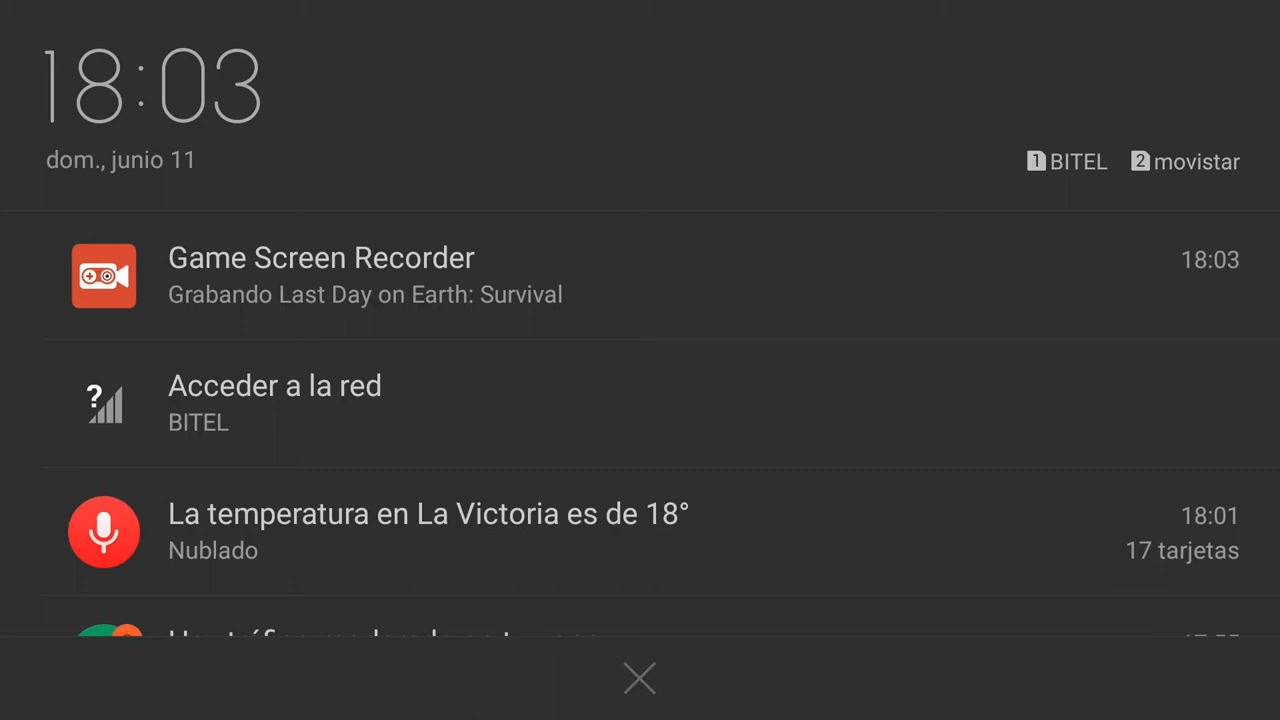 18:03
dom., junio 11
1 BITEL 2 movistar
Game Screen Recorder 18:03
Grabando Last Day on Earth: Survival
? Acceder a la red
BITEL
La temperatura en La Victoria es de 18° 18:01
Nublado 17 tarjetas